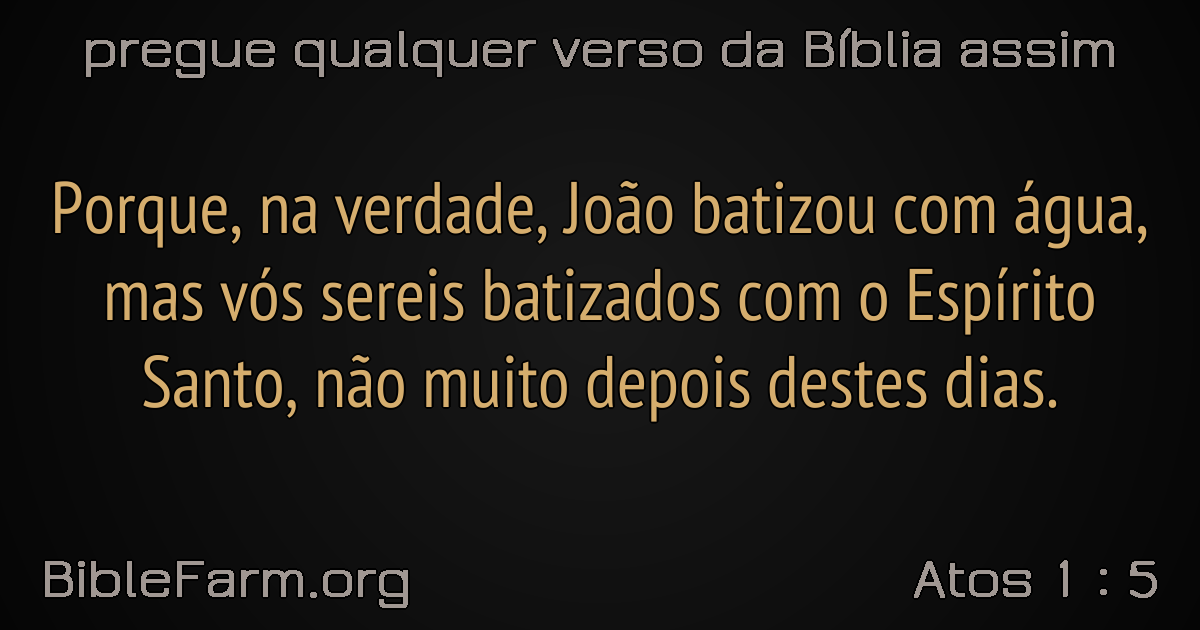 pregue qualquer verso da Bíblia assim
Porque, na verdade, João batizou com água,
mas vós sereis batizados com o Espírito
Santo, não muito depois destes dias.
BibleFarm.org
Atos 1 : 5